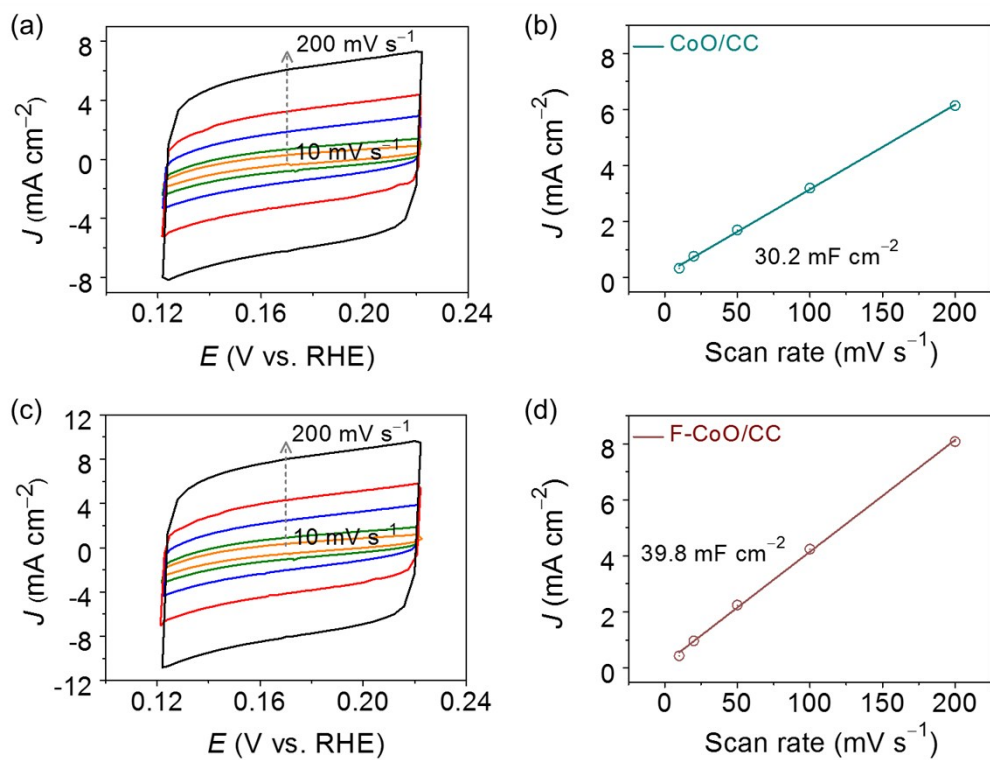 (a)
200 mV s⁻¹
10 mV s⁻¹
J (mA cm⁻²)
8
4
0
-4
-8
0.12 0.16 0.20 0.24
E (V vs. RHE)
(b)
CoO/CC
30.2 mF cm⁻²
J (mA cm⁻²)
8
6
4
2
0
0 50 100 150 200
Scan rate (mV s⁻¹)
(c)
200 mV s⁻¹
10 mV s⁻¹
J (mA cm⁻²)
12
8
4
0
-4
-8
-12
0.12 0.16 0.20 0.24
E (V vs. RHE)
(d)
F-CoO/CC
39.8 mF cm⁻²
J (mA cm⁻²)
8
6
4
2
0
0 50 100 150 200
Scan rate (mV s⁻¹)